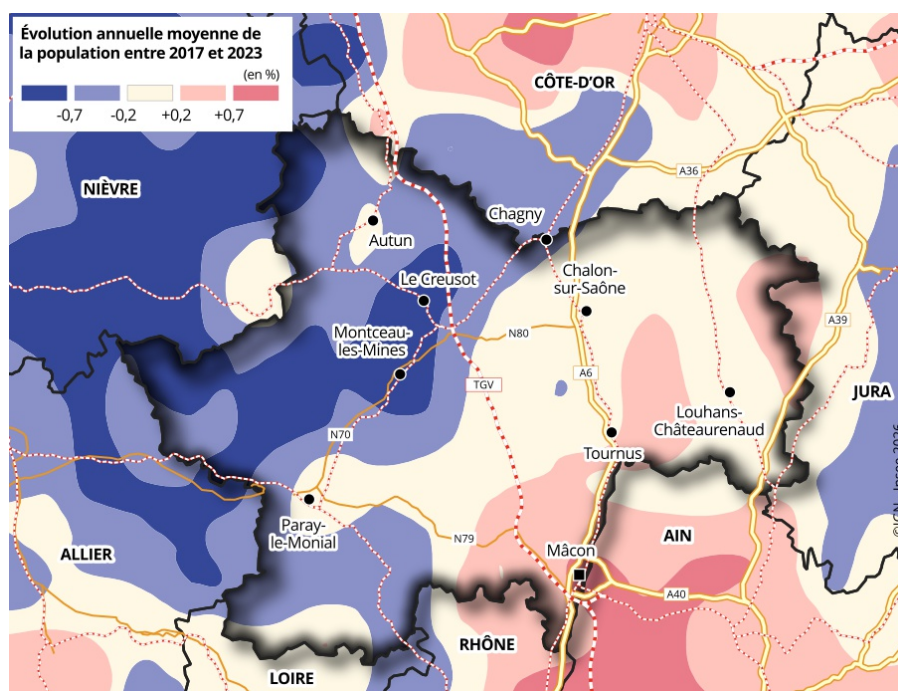 Évolution annuelle moyenne de
la population entre 2017 et 2023
(en %)
-0,7 -0,2 +0,2 +0,7
CÔTE-D'OR
A36
NIÈVRE
Chagny
Autun
Chalon-
sur-Saône
Le Creusot
A39
Montceau-
les-Mines
N80
A6
TGV
JURA
Louhans-
Châteaurenaud
N70
Tournus
©IGN - Insee 2026
Paray-
le-Monial
N79
AIN
ALLIER
Mâcon
A40
RHÔNE
LOIRE